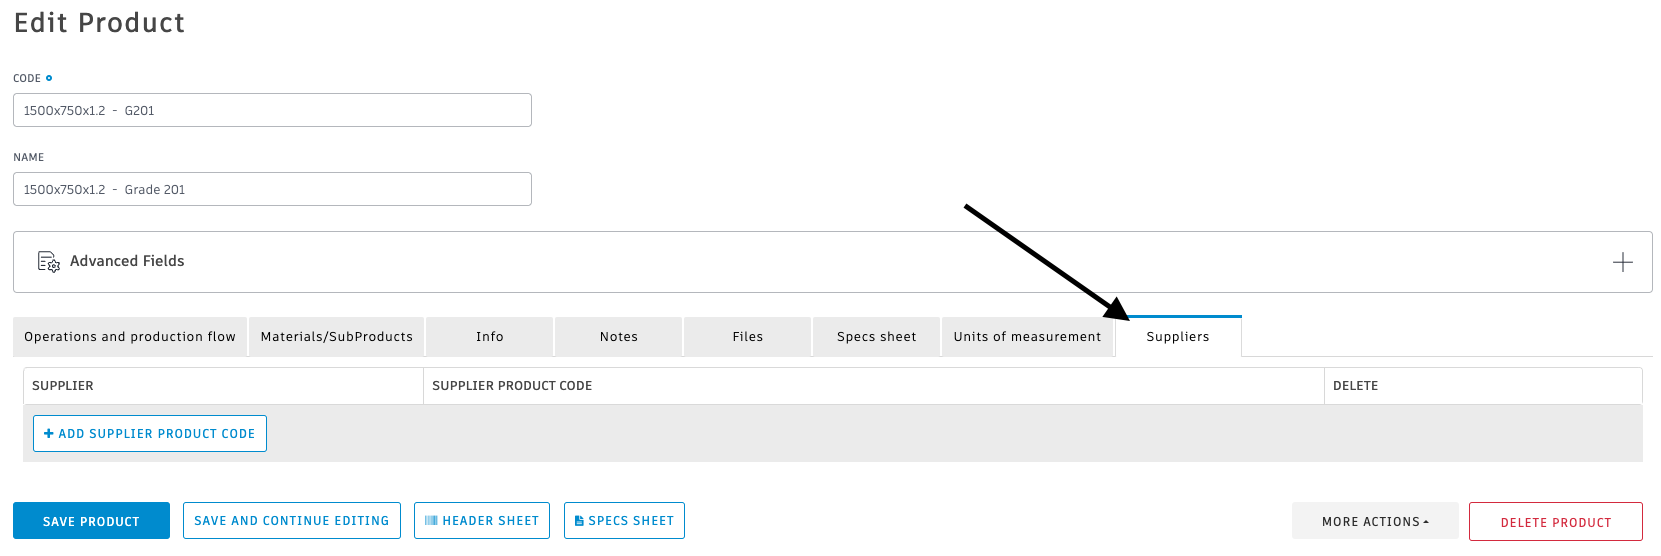 Edit Product
CODE
1500x750x1.2 - G201
NAME
1500x750x1.2 - Grade 201
Advanced Fields
Operations and production flow Materials/SubProducts Info Notes Files Specs sheet Units of measurement Suppliers
SUPPLIER SUPPLIER PRODUCT CODE DELETE
+ ADD SUPPLIER PRODUCT CODE
SAVE PRODUCT SAVE AND CONTINUE EDITING HEADER SHEET SPECS SHEET MORE ACTIONS DELETE PRODUCT